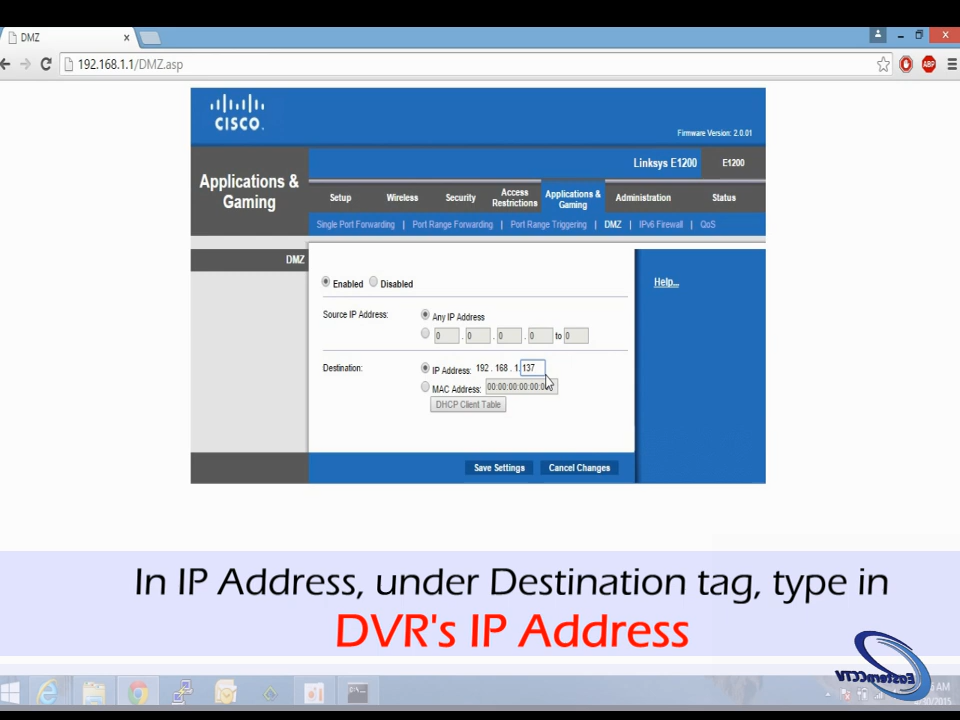 DMZ
192.168.1.1/DMZ.asp
ABP
CISCO.
Firmware Version: 2.0.01
Linksys E1200
E1200
Applications &
Gaming
Setup
Wireless
Security
Access
Restrictions
Applications &
Gaming
Administration
Status
Single Port Forwarding | Port Range Forwarding | Port Range Triggering | DMZ | IPv6 Firewall | QoS
DMZ
Enabled Disabled
Help...
Source IP Address: Any IP Address
0 . 0 . 0 . 0 to 0
Destination: IP Address: 192 . 168 . 1. 137
MAC Address: 00:00:00:00:00:
DHCP Client Table
Save Settings Cancel Changes
In IP Address, under Destination tag, type in
DVR's IP Address
EasternCCTV